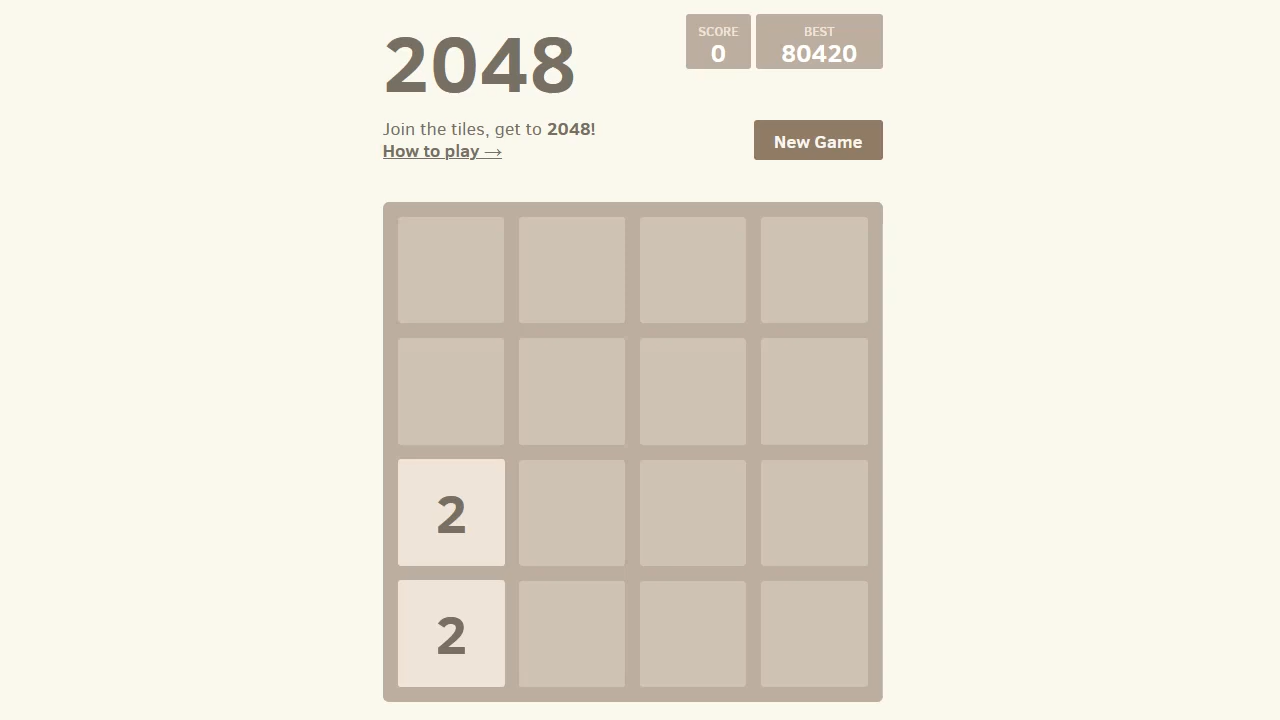 2048
SCORE
0
BEST
80420
Join the tiles, get to 2048!
How to play →
New Game
2
2